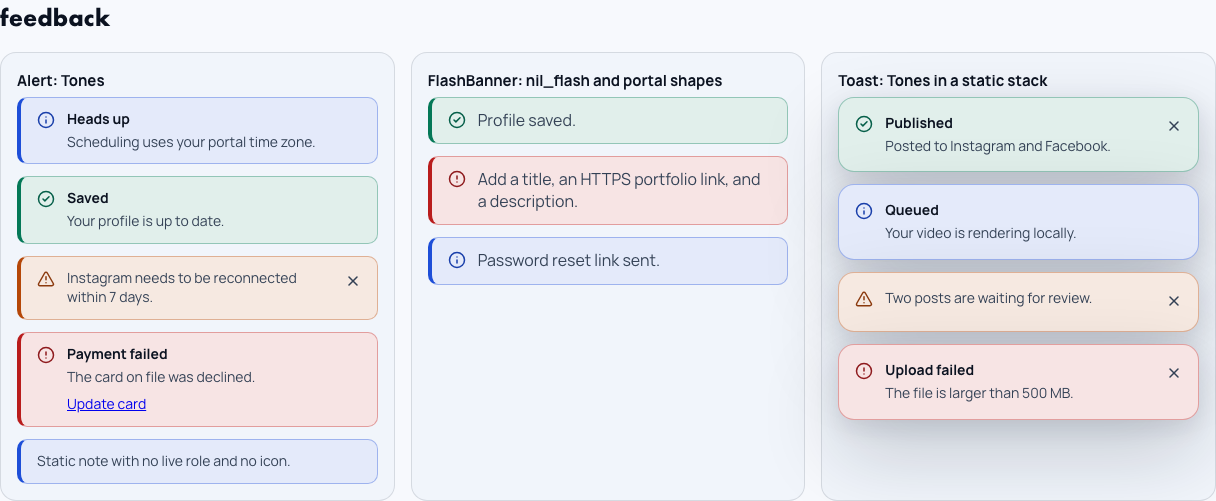 feedback
Alert: Tones
Heads up
Scheduling uses your portal time zone.
Saved
Your profile is up to date.
Instagram needs to be reconnected
within 7 days.
Payment failed
The card on file was declined.
Update card
Static note with no live role and no icon.
FlashBanner: nil_flash and portal shapes
Profile saved.
Add a title, an HTTPS portfolio link, and
a description.
Password reset link sent.
Toast: Tones in a static stack
Published
Posted to Instagram and Facebook.
Queued
Your video is rendering locally.
Two posts are waiting for review.
Upload failed
The file is larger than 500 MB.